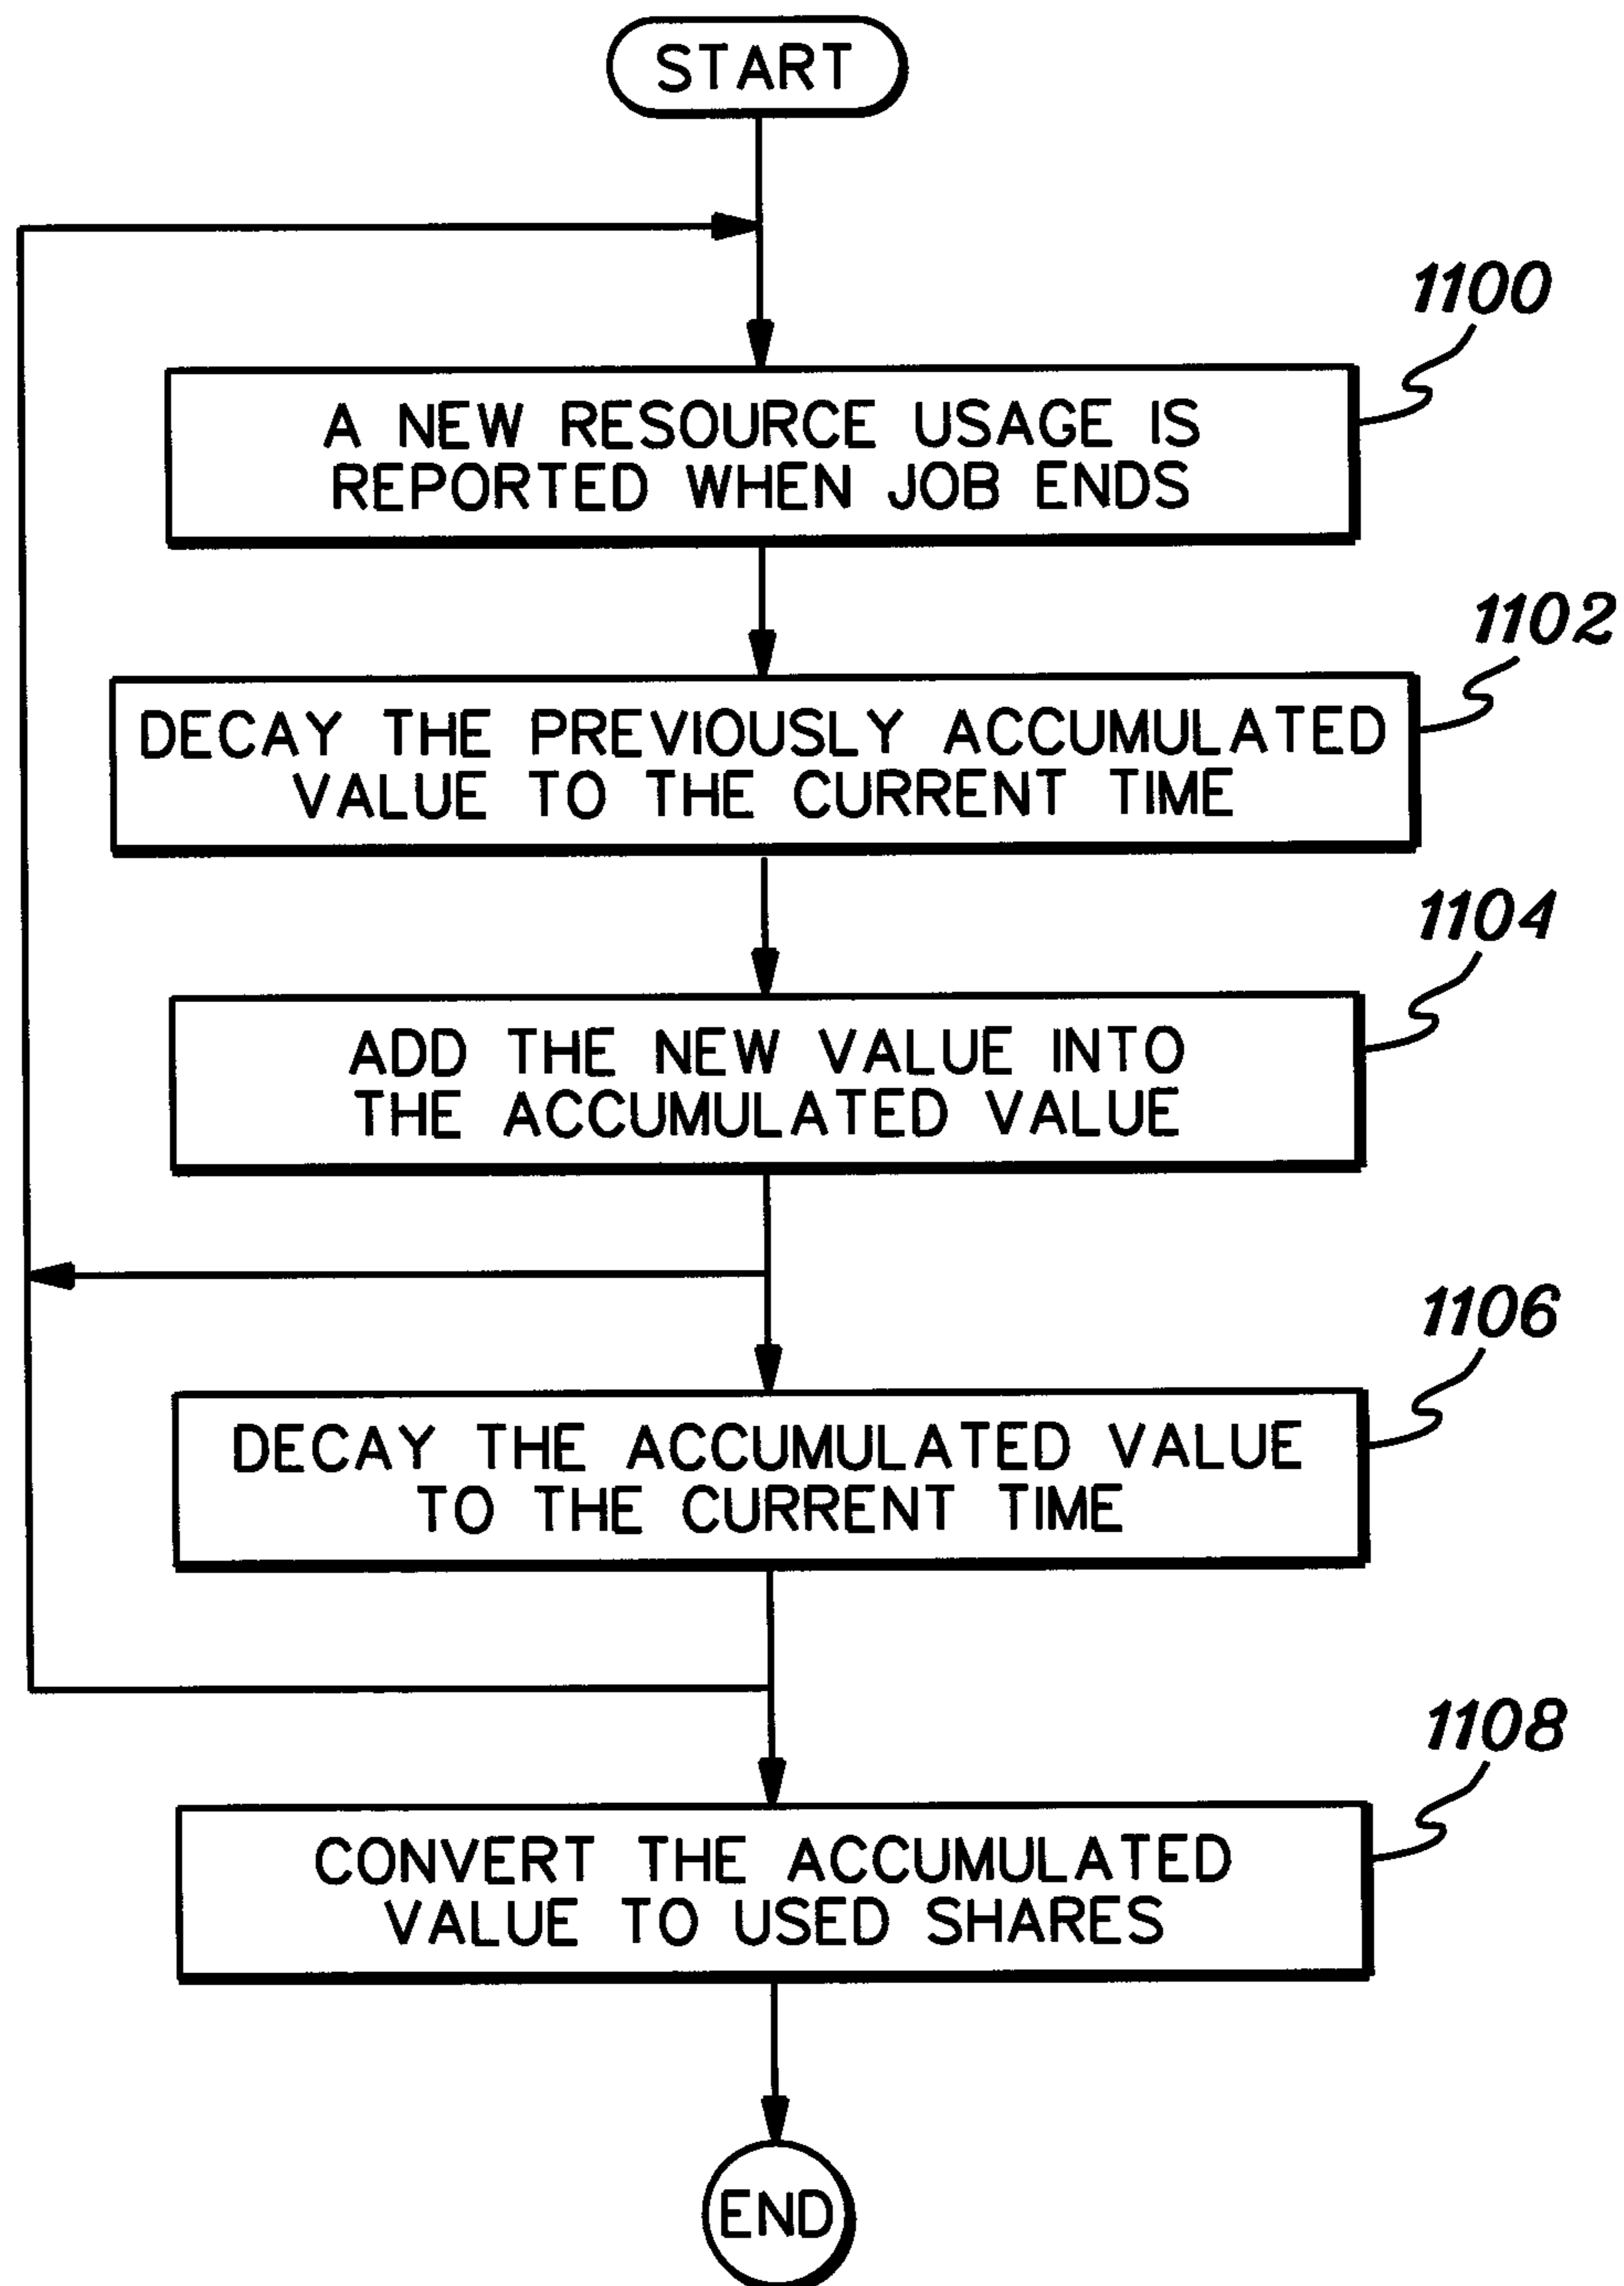 START
1100
A NEW RESOURCE USAGE IS
REPORTED WHEN JOB ENDS
1102
DECAY THE PREVIOUSLY ACCUMULATED
VALUE TO THE CURRENT TIME
1104
ADD THE NEW VALUE INTO
THE ACCUMULATED VALUE
1106
DECAY THE ACCUMULATED VALUE
TO THE CURRENT TIME
1108
CONVERT THE ACCUMULATED
VALUE TO USED SHARES
END